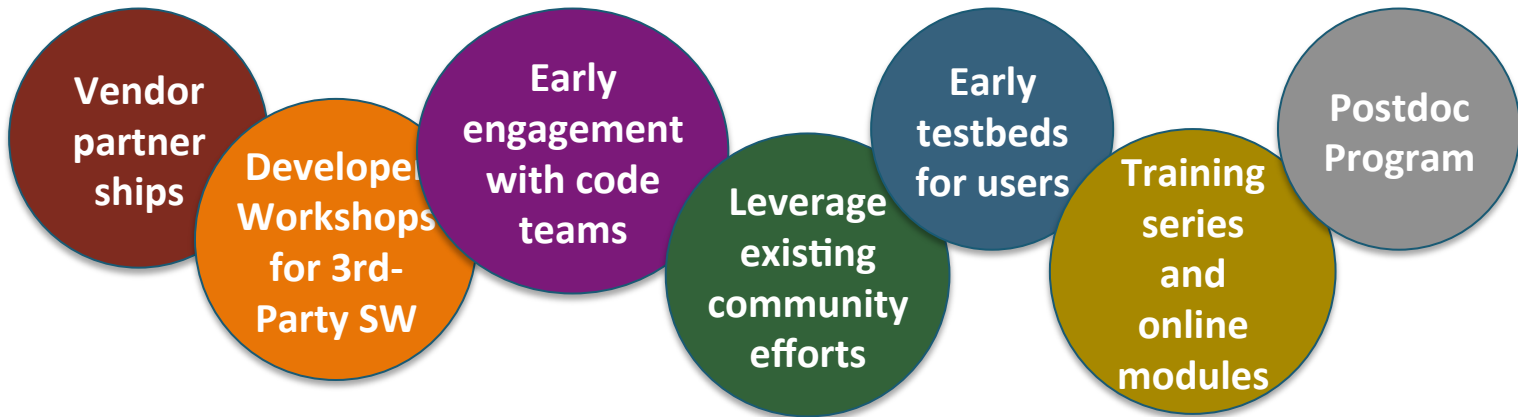 Vendor
partner
ships
Developer
Workshops
for 3rd-
Party SW
Early
engagement
with code
teams
Leverage
existing
community
efforts
Early
testbeds
for users
Training
series
and
online
modules
Postdoc
Program